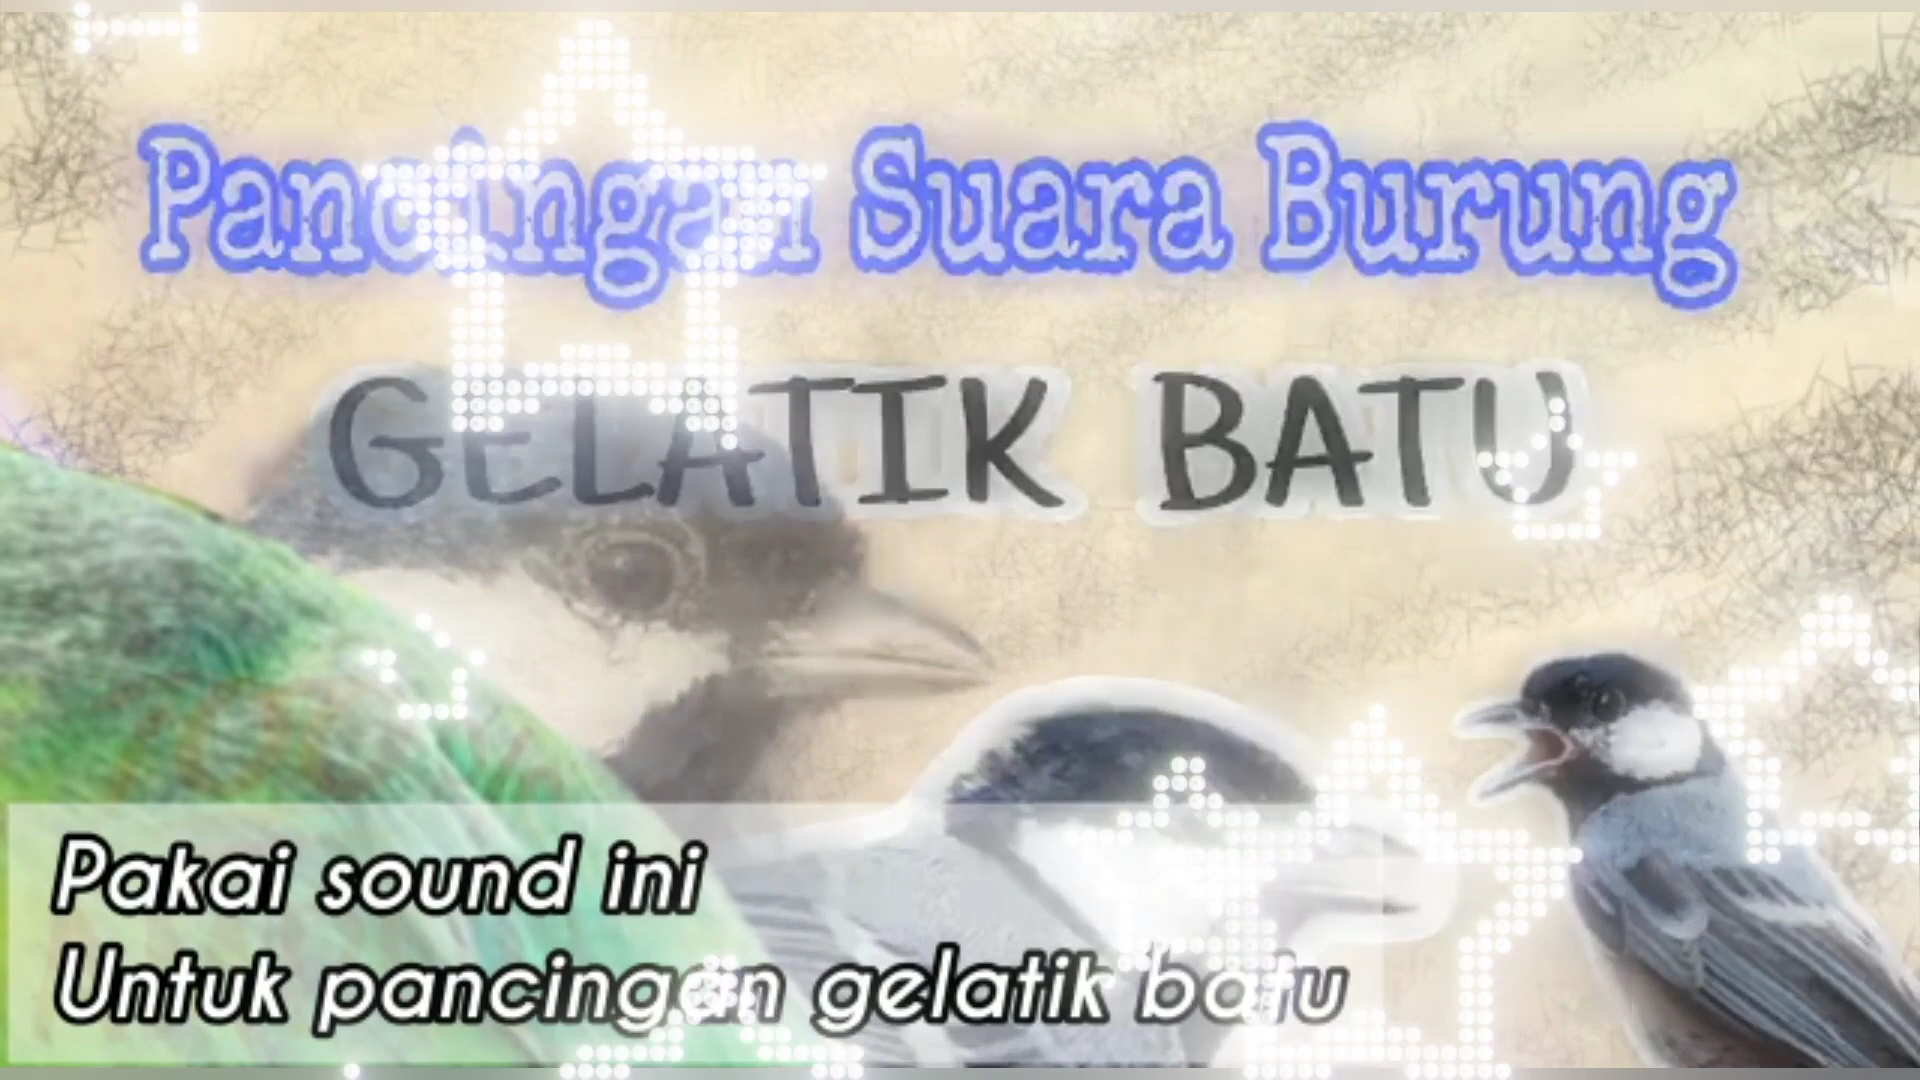 Pancingan Suara Burung
GELATIK BATU
Pakai sound ini
Untuk pancingan gelatik batu